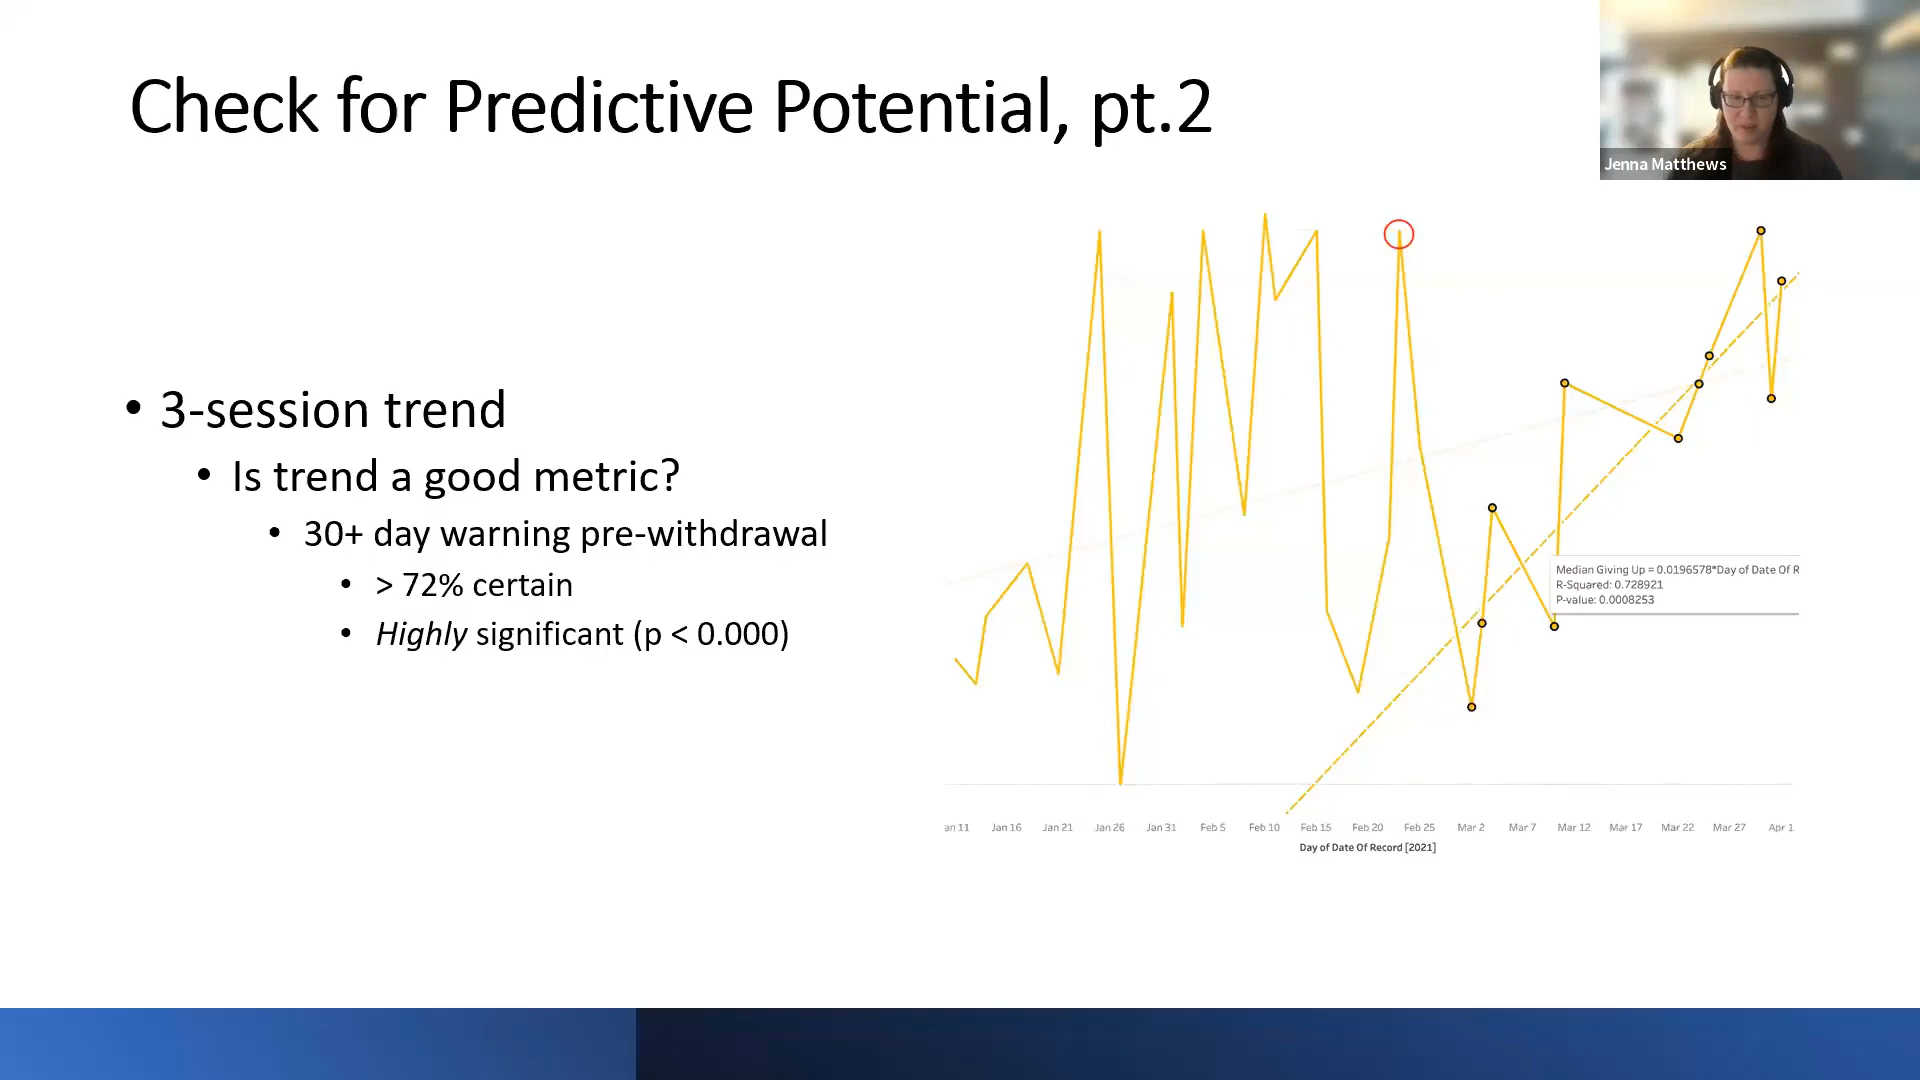 Check for Predictive Potential, pt.2
Jenna Matthews
• 3-session trend
• Is trend a good metric?
• 30+ day warning pre-withdrawal
• > 72% certain
• Highly significant (p < 0.000)
Median Giving Up = 0.0196578*Day of Date Of R
R-Squared: 0.728921
P-value: 0.0008253
an 11 Jan 16 Jan 21 Jan 26 Jan 31 Feb 5 Feb 10 Feb 15 Feb 20 Feb 25 Mar 2 Mar 7 Mar 12 Mar 17 Mar 22 Mar 27 Apr 1
Day of Date Of Record [2021]